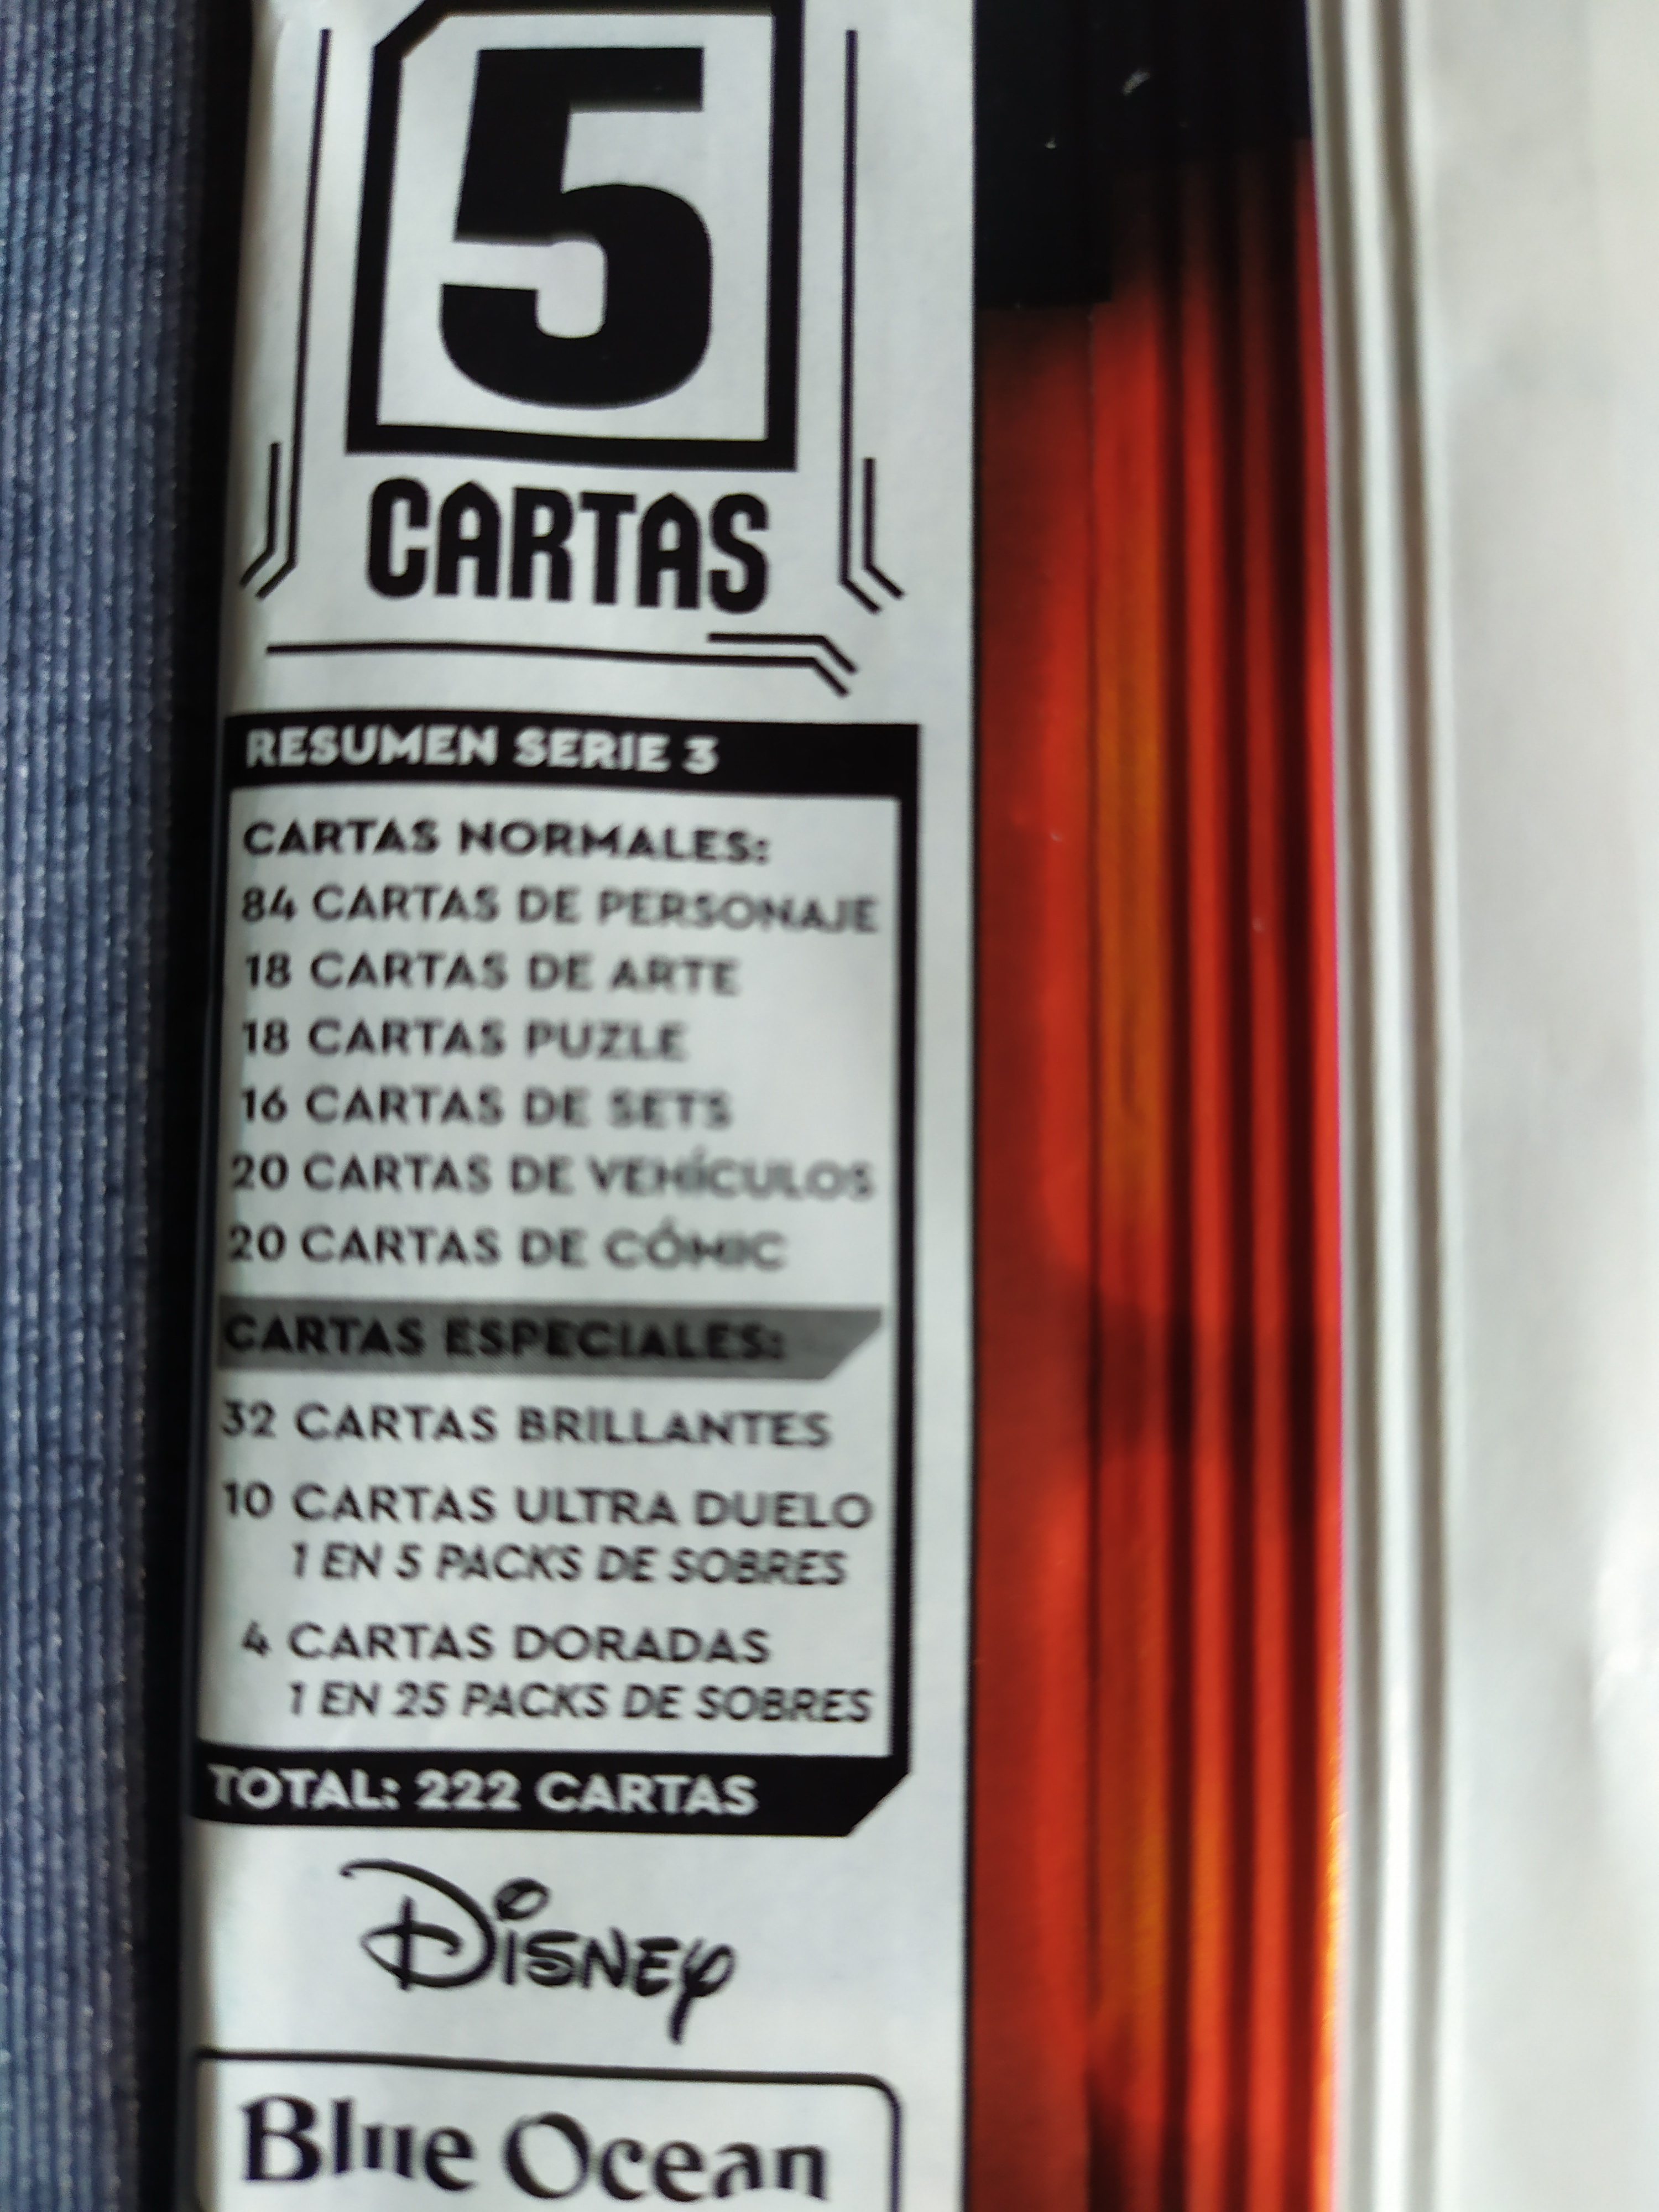 5
CARTAS
RESUMEN SERIE 3
CARTAS NORMALES:
84 CARTAS DE PERSONAJE
18 CARTAS DE ARTE
18 CARTAS PUZLE
16 CARTAS DE SETS
20 CARTAS DE VEHÍCULOS
20 CARTAS DE CÓMIC
CARTAS ESPECIALES:
32 CARTAS BRILLANTES
10 CARTAS ULTRA DUELO
1 EN 5 PACKS DE SOBRES
4 CARTAS DORADAS
1 EN 25 PACKS DE SOBRES
TOTAL: 222 CARTAS
Disney
Blue Ocean